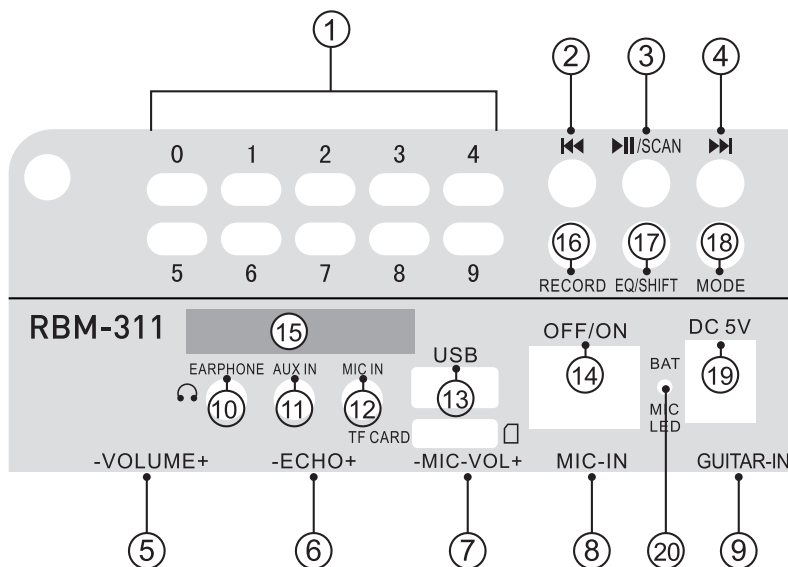 ① ② ③ ④
⏮ ⏯/SCAN ⏭
0 1 2 3 4
5 6 7 8 9
16 17 18
RECORD EQ/SHIFT MODE
RBM-311
15
OFF/ON
14
DC 5V
19
USB
13
BAT
MIC
LED
EARPHONE AUX IN MIC IN
10 11 12
TF CARD
-VOLUME+ -ECHO+ -MIC-VOL+ MIC-IN GUITAR-IN
⑤ ⑥ ⑦ ⑧ 20 ⑨